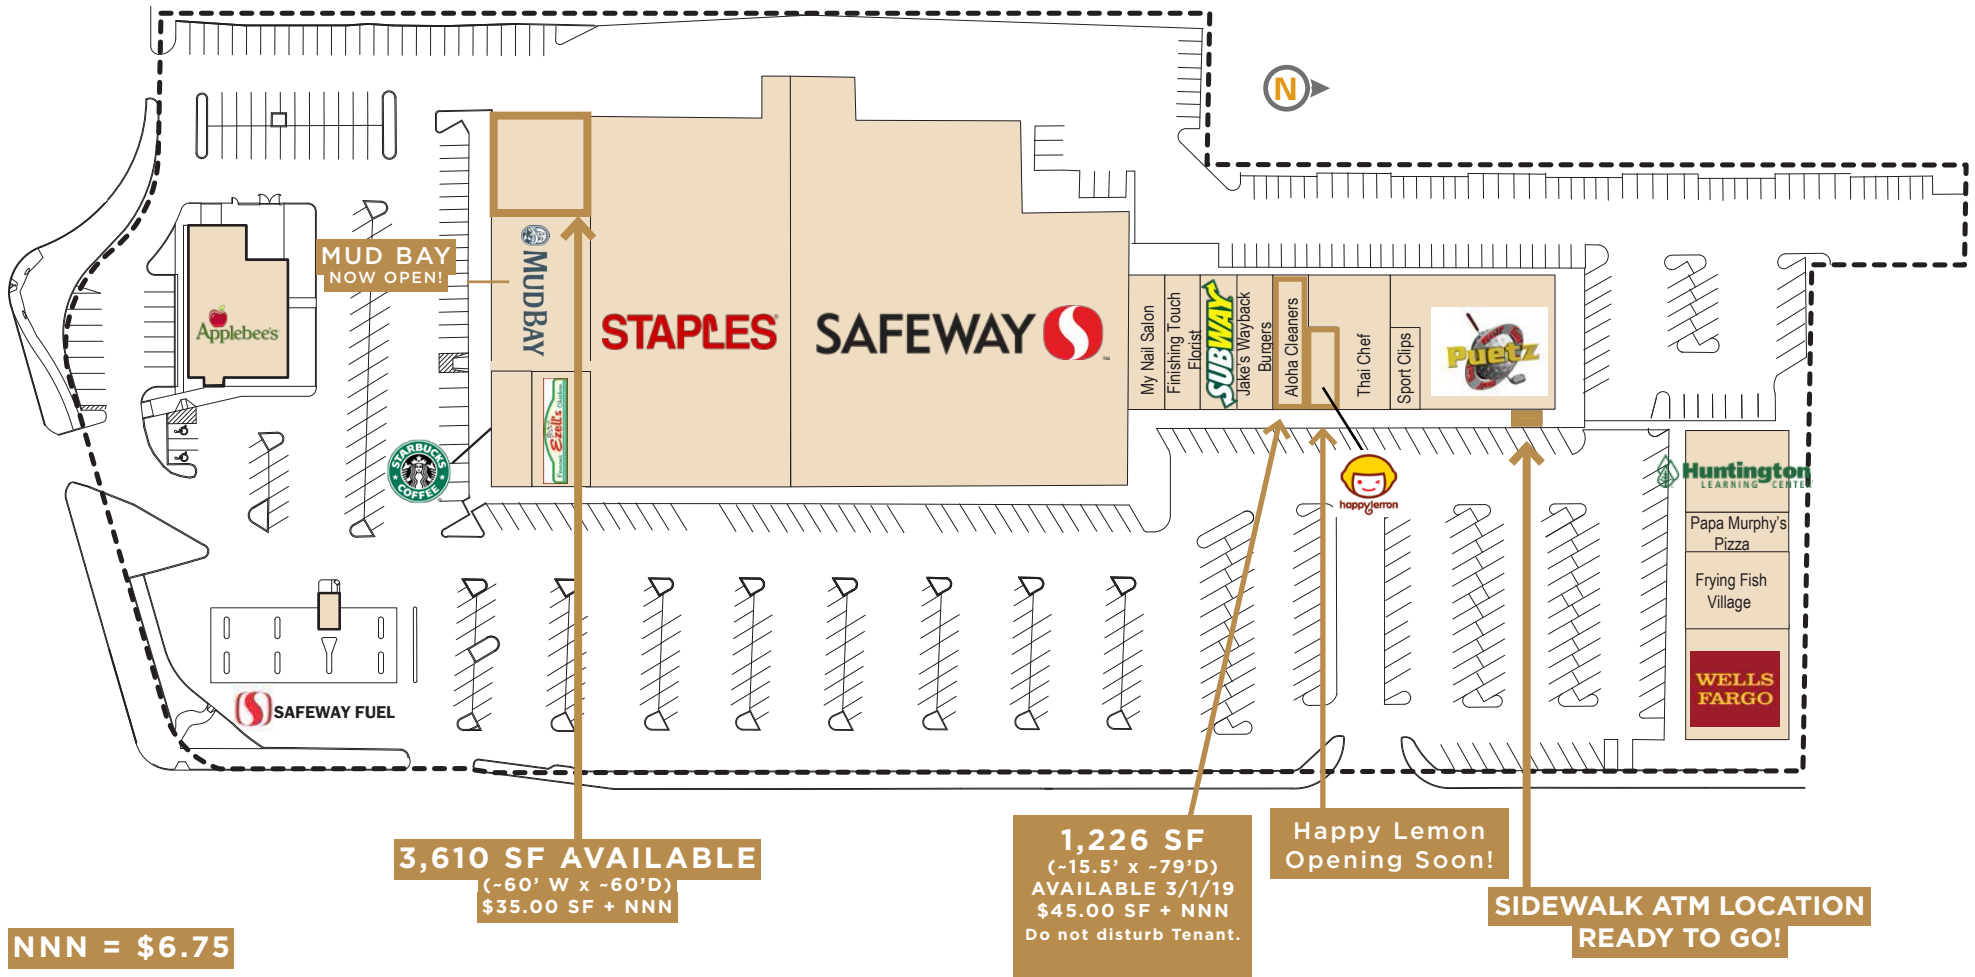 N
MUD BAY
NOW OPEN!
MUDBAY
Applebee's
STAPLES
SAFEWAY
My Nail Salon
Finishing Touch
Florist
SUBWAY
Jake's Wayback
Burgers
Aloha Cleaners
Thai Chef
Sport Clips
Puetz
STARBUCKS
COFFEE
Famous Ezell's Chicken
happylemon
Huntington
LEARNING CENTER
Papa Murphy's
Pizza
Frying Fish
Village
WELLS
FARGO
SAFEWAY FUEL
3,610 SF AVAILABLE
(~60' W x ~60'D)
$35.00 SF + NNN
1,226 SF
(~15.5' x ~79'D)
AVAILABLE 3/1/19
$45.00 SF + NNN
Do not disturb Tenant.
Happy Lemon
Opening Soon!
SIDEWALK ATM LOCATION
READY TO GO!
NNN = $6.75